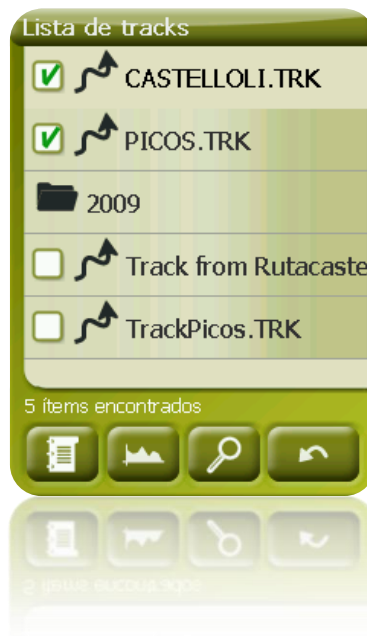 Lista de tracks
CASTELLOLI.TRK
PICOS.TRK
2009
Track from Rutacaste
TrackPicos.TRK
5 ítems encontrados